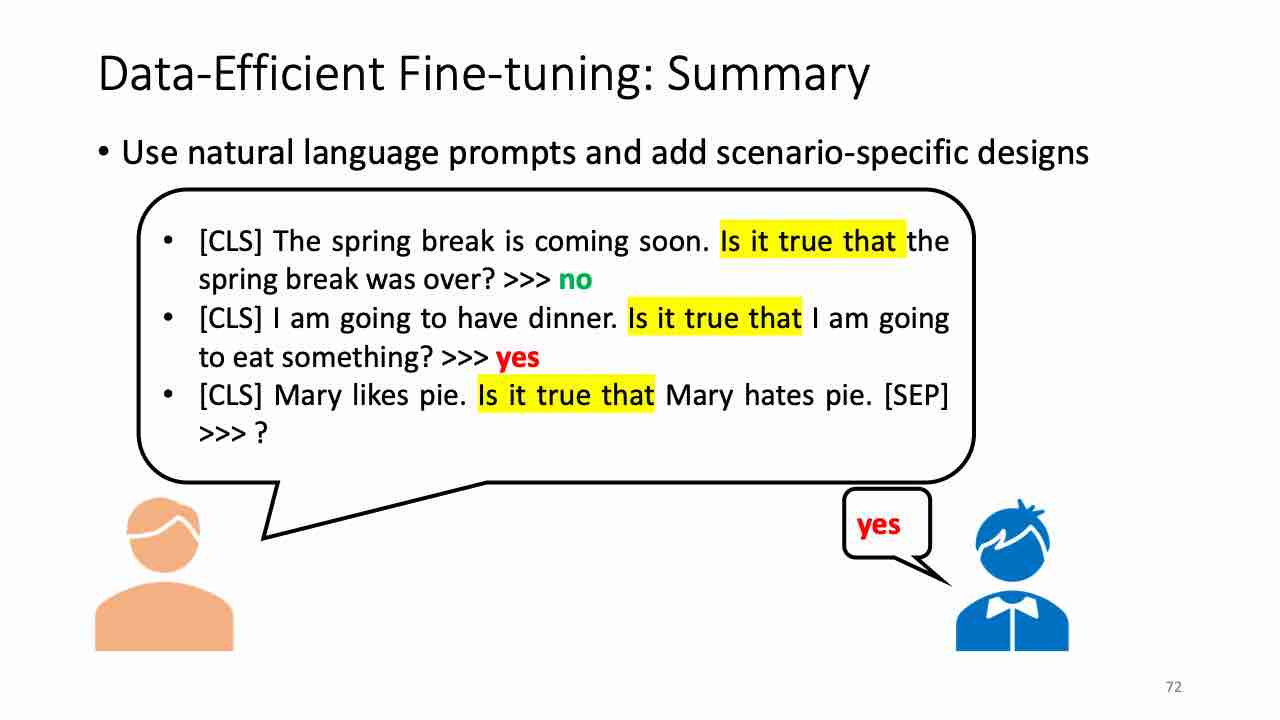 Data-Efficient Fine-tuning: Summary
• Use natural language prompts and add scenario-specific designs
• [CLS] The spring break is coming soon. Is it true that the
spring break was over? >>> no
• [CLS] I am going to have dinner. Is it true that I am going
to eat something? >>> yes
• [CLS] Mary likes pie. Is it true that Mary hates pie. [SEP]
>>> ?
yes
72